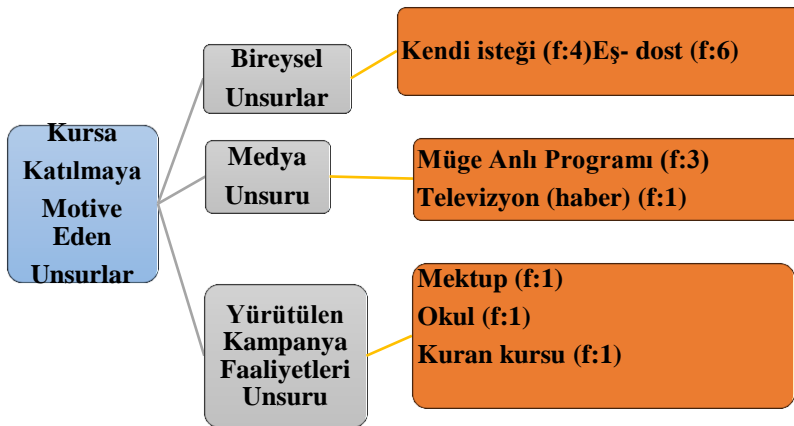 Kursa
Katılmaya
Motive
Eden
Unsurlar
Bireysel
Unsurlar
Kendi isteği (f:4)Eş- dost (f:6)
Medya
Unsuru
Müge Anlı Programı (f:3)
Televizyon (haber) (f:1)
Yürütülen
Kampanya
Faaliyetleri
Unsuru
Mektup (f:1)
Okul (f:1)
Kuran kursu (f:1)